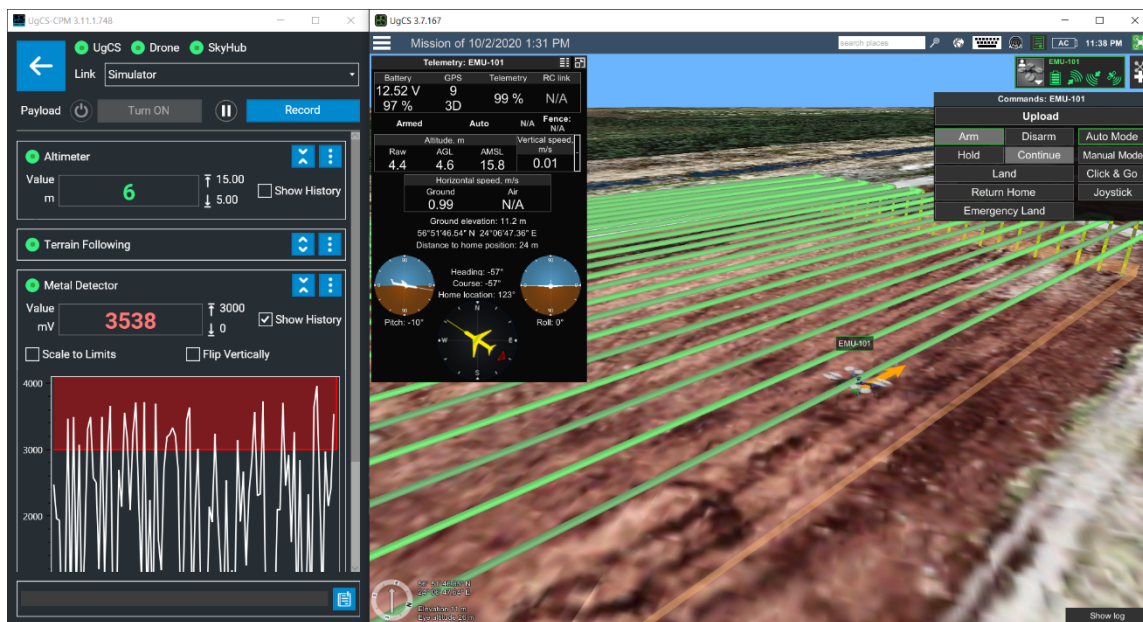 UgCS-CPM 3.11.1.748
UgCS Drone SkyHub
Link Simulator
Payload Turn ON Record
Altimeter
Value
m
6
15.00
5.00
Show History
Terrain Following
Metal Detector
Value
mV
3538
3000
0
Show History
Scale to Limits Flip Vertically
4000
3000
2000
UgCS 3.7.167
Mission of 10/2/2020 1:31 PM
search places
AC 11:38 PM
EMU-101
Telemetry: EMU-101
Battery GPS Telemetry RC link
12.52 V 9 99 % N/A
97 % 3D
Armed Auto N/A Fence: N/A
Altitude, m Vertical speed, m/s
Raw AGL AMSL
4.4 4.6 15.8 0.01
Horizontal speed, m/s
Ground Air
0.99 N/A
Ground elevation: 11.2 m
56°51'46.54" N 24°06'47.36" E
Distance to home position: 24 m
Heading: -57°
Course: -57°
Home location: 123°
Pitch: -10° Roll: 0°
N
W E
S
Commands: EMU-101
Upload
Arm Disarm Auto Mode
Hold Continue Manual Mode
Land Click & Go
Return Home Joystick
Emergency Land
EMU-101
Elevation 11 m
Show log